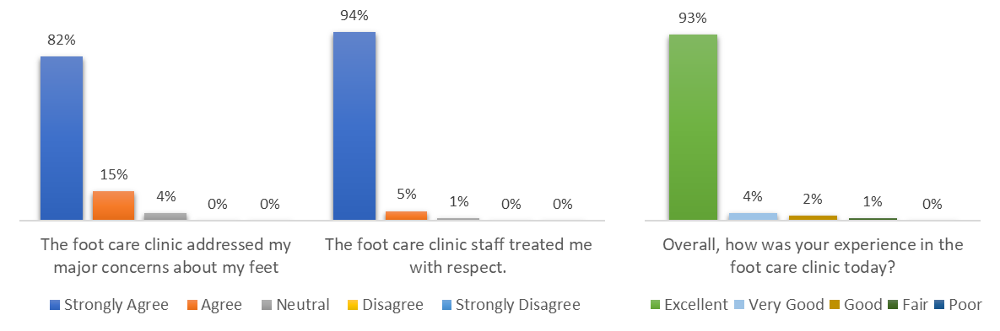 82%
15%
4%
0%
0%
94%
5%
1%
0%
0%
The foot care clinic addressed my
major concerns about my feet
The foot care clinic staff treated me
with respect.
Strongly Agree
Agree
Neutral
Disagree
Strongly Disagree
93%
4%
2%
1%
0%
Overall, how was your experience in the
foot care clinic today?
Excellent
Very Good
Good
Fair
Poor